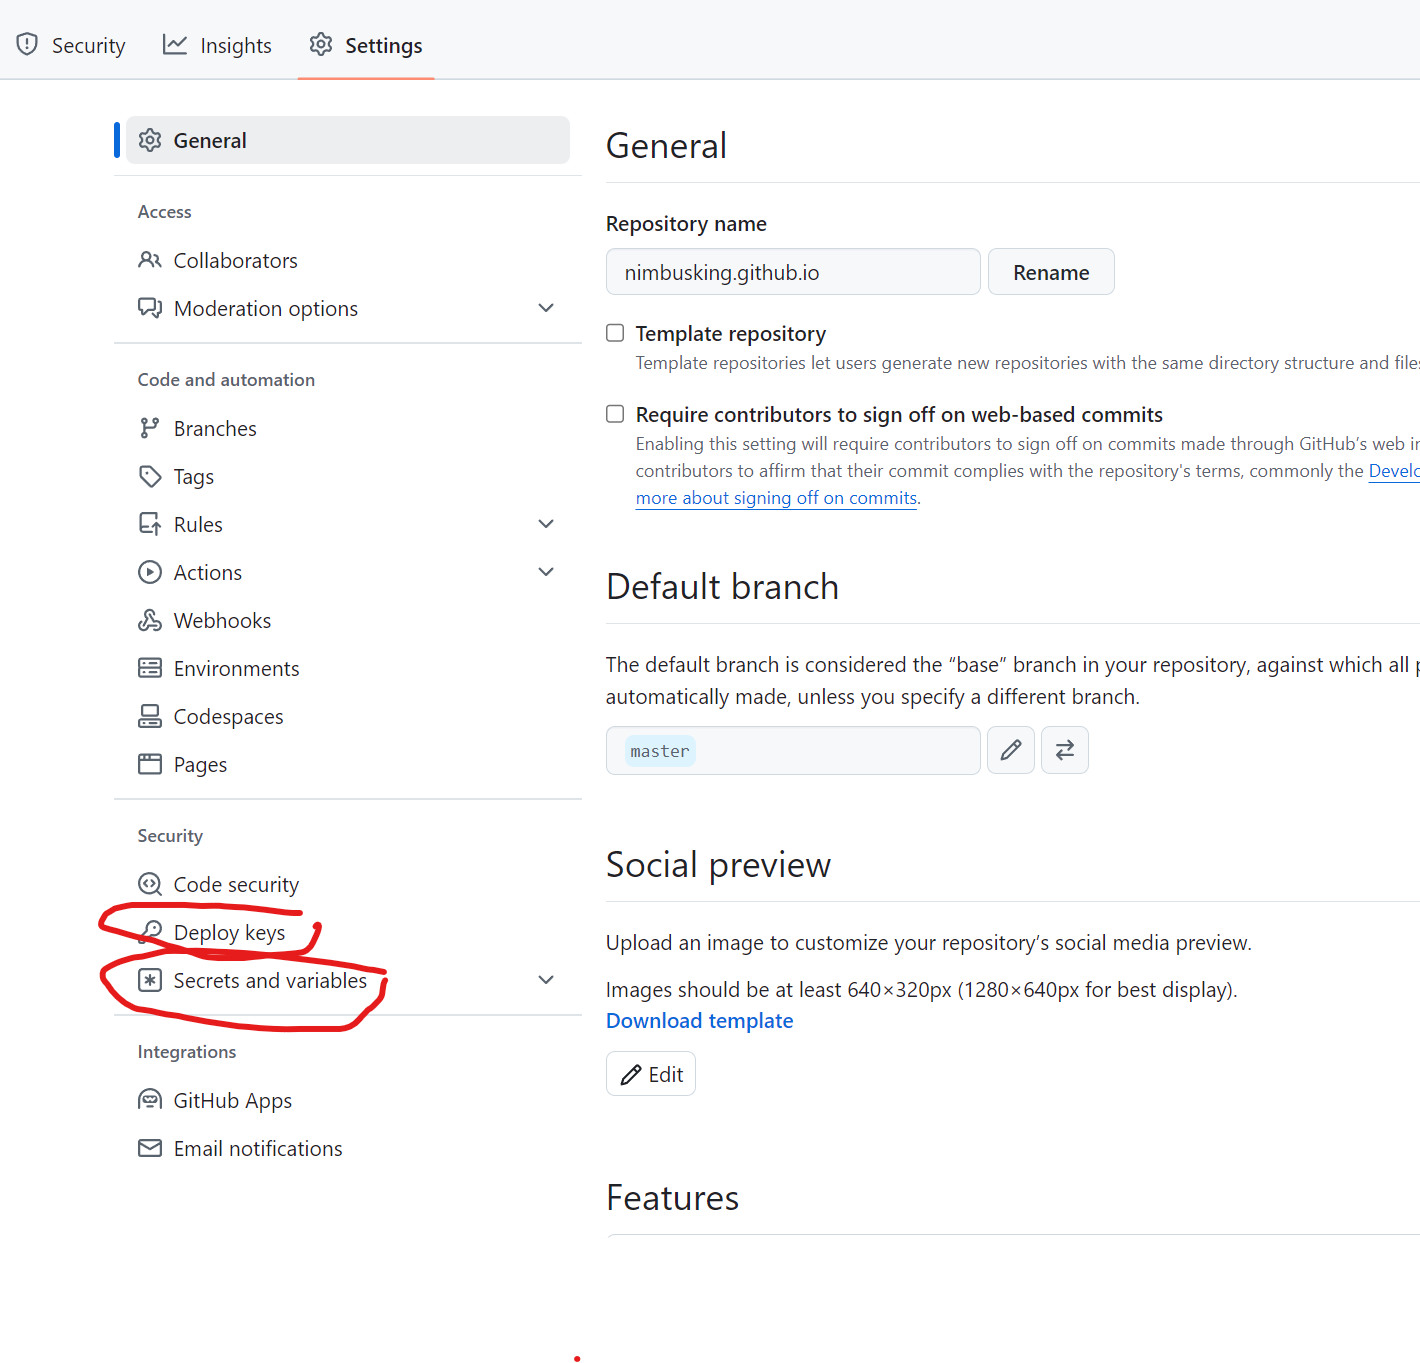 Security Insights Settings
General
Access
Collaborators
Moderation options
Code and automation
Branches
Tags
Rules
Actions
Webhooks
Environments
Codespaces
Pages
Security
Code security
Deploy keys
Secrets and variables
Integrations
GitHub Apps
Email notifications
General
Repository name
nimbusking.github.io Rename
Template repository
Template repositories let users generate new repositories with the same directory structure and files
Require contributors to sign off on web-based commits
Enabling this setting will require contributors to sign off on commits made through GitHub’s web
contributors to affirm that their commit complies with the repository's terms, commonly the
more about signing off on commits.
Default branch
The default branch is considered the “base” branch in your repository, against which all
automatically made, unless you specify a different branch.
master
Social preview
Upload an image to customize your repository’s social media preview.
Images should be at least 640×320px (1280×640px for best display).
Download template
Edit
Features